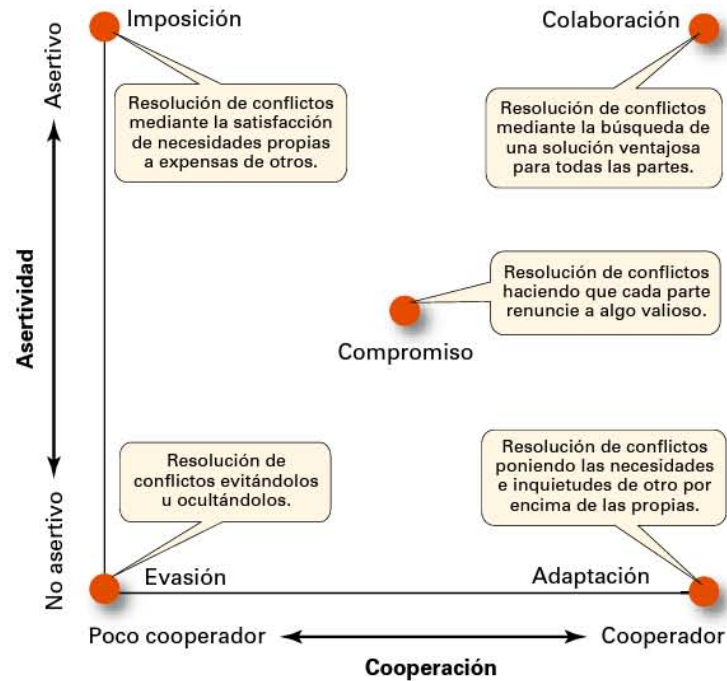 Imposición
Colaboración
Asertivo
Resolución de conflictos
mediante la satisfacción
de necesidades propias
a expensas de otros.
Resolución de conflictos
mediante la búsqueda de
una solución ventajosa
para todas las partes.
Asertividad
Resolución de conflictos
haciendo que cada parte
renuncie a algo valioso.
Compromiso
Resolución de
conflictos evitándolos
u ocultándolos.
Resolución de conflictos
poniendo las necesidades
e inquietudes de otro por
encima de las propias.
No asertivo
Evasión
Adaptación
Poco cooperador
Cooperador
Cooperación